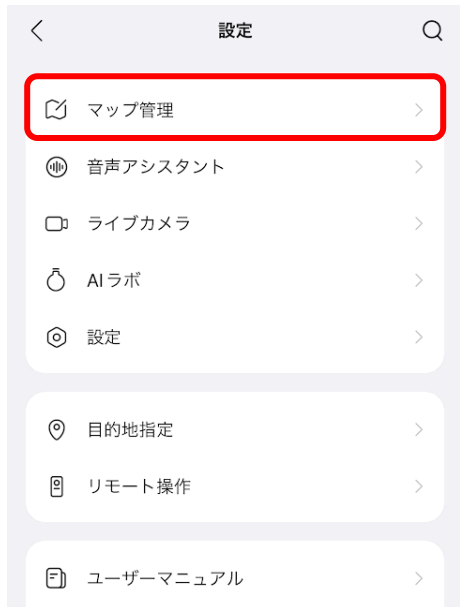 設定
マップ管理
音声アシスタント
ライブカメラ
AIラボ
設定
目的地指定
リモート操作
ユーザーマニュアル